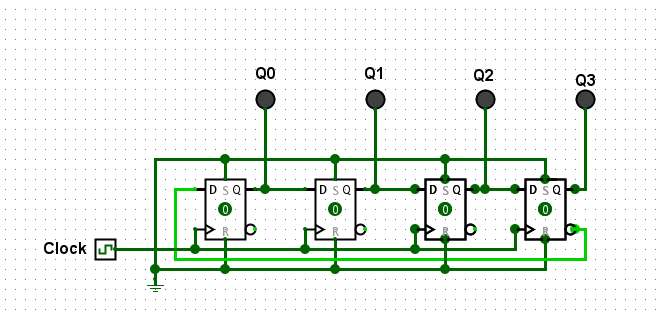 Q0 Q1 Q2 Q3
D S Q D S Q D S Q D S Q
0 0 0 0
R R R R
Clock